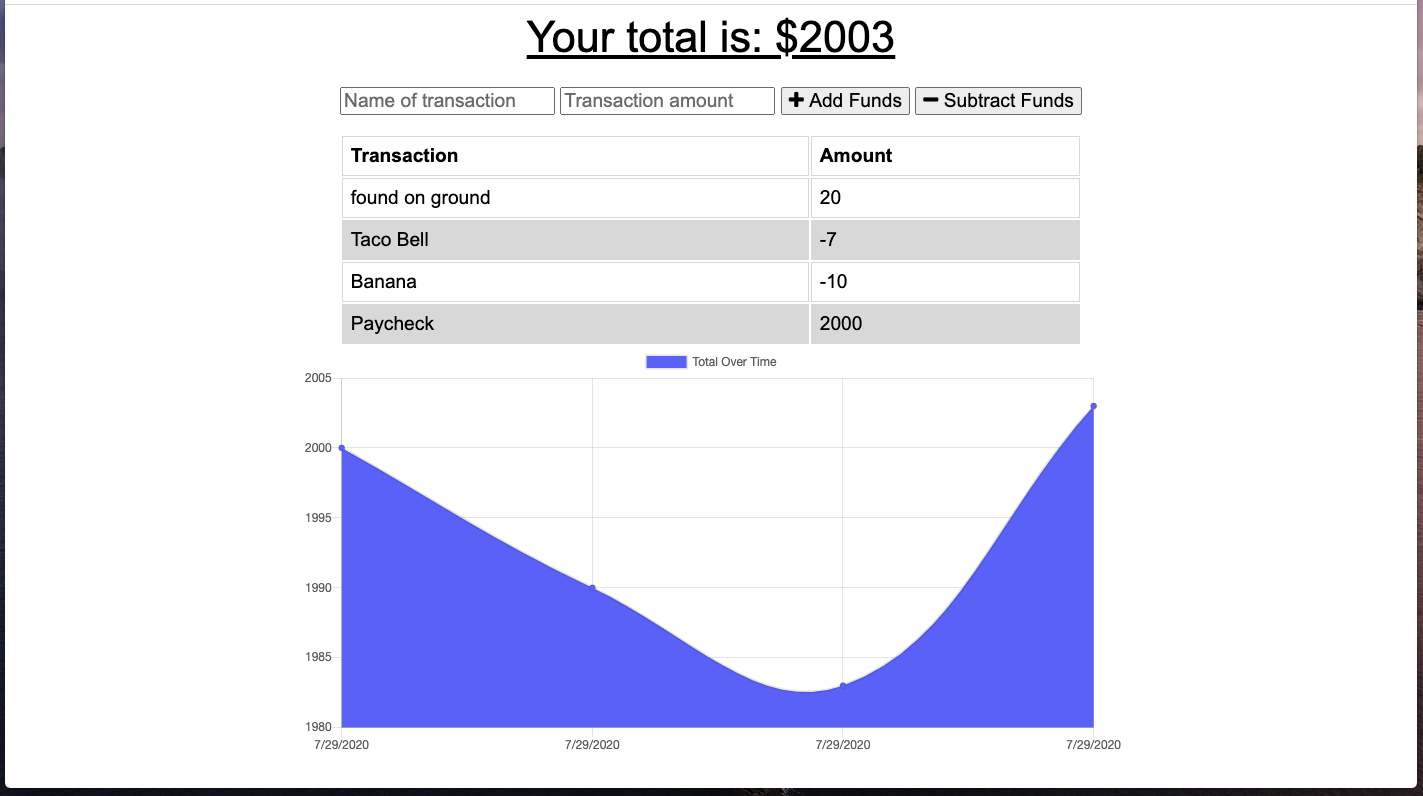 Your total is: $2003
Name of transaction Transaction amount Add Funds Subtract Funds
Transaction Amount
found on ground 20
Taco Bell -7
Banana -10
Paycheck 2000
Total Over Time
2005
2000
1995
1990
1985
1980
7/29/2020 7/29/2020 7/29/2020 7/29/2020